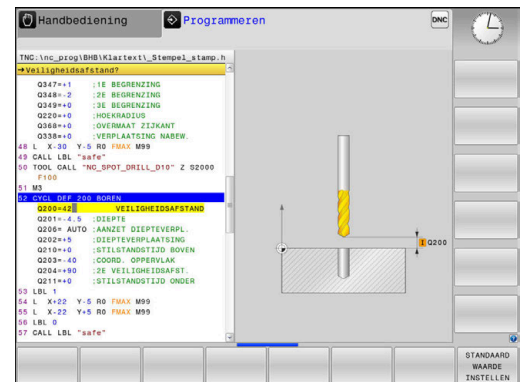 Handbediening
Programmeren
DNC
TNC:\nc_prog\BHB\Klartext\_Stempel_stamp.h
→Veiligheidsafstand?
Q347=+1 ;1E BEGRENZING
Q348=-2 ;2E BEGRENZING
Q349=+0 ;3E BEGRENZING
Q220=+0 ;HOEKRADIUS
Q368=+0 ;OVERMAAT ZIJKANT
Q338=+0 ;VERPLAATSING NABEW.
48 L X-30 Y-5 R0 FMAX M99
49 CALL LBL "safe"
50 TOOL CALL "NC_SPOT_DRILL_D10" Z S2000
F100
51 M3
52 CYCL DEF 200 BOREN
Q200=42 VEILIGHEIDSAFSTAND
Q201=-4.5 ;DIEPTE
Q206= AUTO ;AANZET DIEPTEVERPL.
Q202=+5 ;DIEPTEVERPLAATSING
Q210=+0 ;STILSTANDSTIJD BOVEN
Q203=-40 ;COORD. OPPERVLAK
Q204=+90 ;2E VEILIGHEIDSAFST.
Q211=+0 ;STILSTANDSTIJD ONDER
53 LBL 1
54 L X+22 Y-5 R0 FMAX M99
55 L X-22 Y+5 R0 FMAX M99
56 LBL 0
57 CALL LBL "safe"
Q200
STANDAARD
WAARDE
INSTELLEN